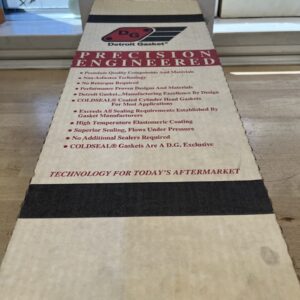 DG
Detroit Gasket®
PRECISION
ENGINEERED
• Premium Quality Components And Materials
• Non-Asbestos Technology
• No Retorque Required
• Performance Proven Designs And Materials
• Detroit Gasket...Manufacturing Excellence By Design
• COLDSEAL® Coated Cylinder Head Gaskets
For Most Applications
• Exceeds All Sealing Requirements Established By
Gasket Manufacturers
• High Temperature Elastomeric Coating
• Superior Sealing, Flows Under Pressure
• No Additional Sealers Required
• COLDSEAL® Gaskets Are A D.G. Exclusive
TECHNOLOGY FOR TODAY'S AFTERMARKET